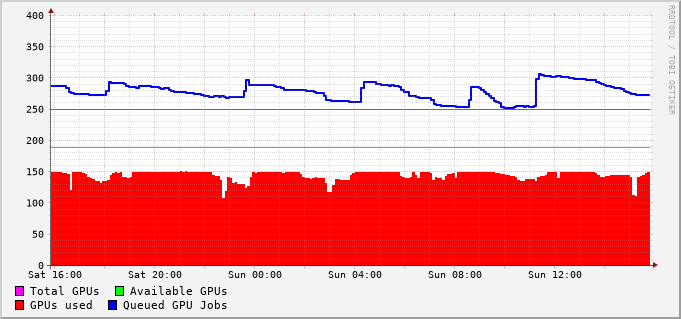 RRDTOOL / TOBI OETIKER
400
350
300
250
200
150
100
50
0
Sat 16:00 Sat 20:00 Sun 00:00 Sun 04:00 Sun 08:00 Sun 12:00
Total GPUs Available GPUs
GPUs used Queued GPU Jobs